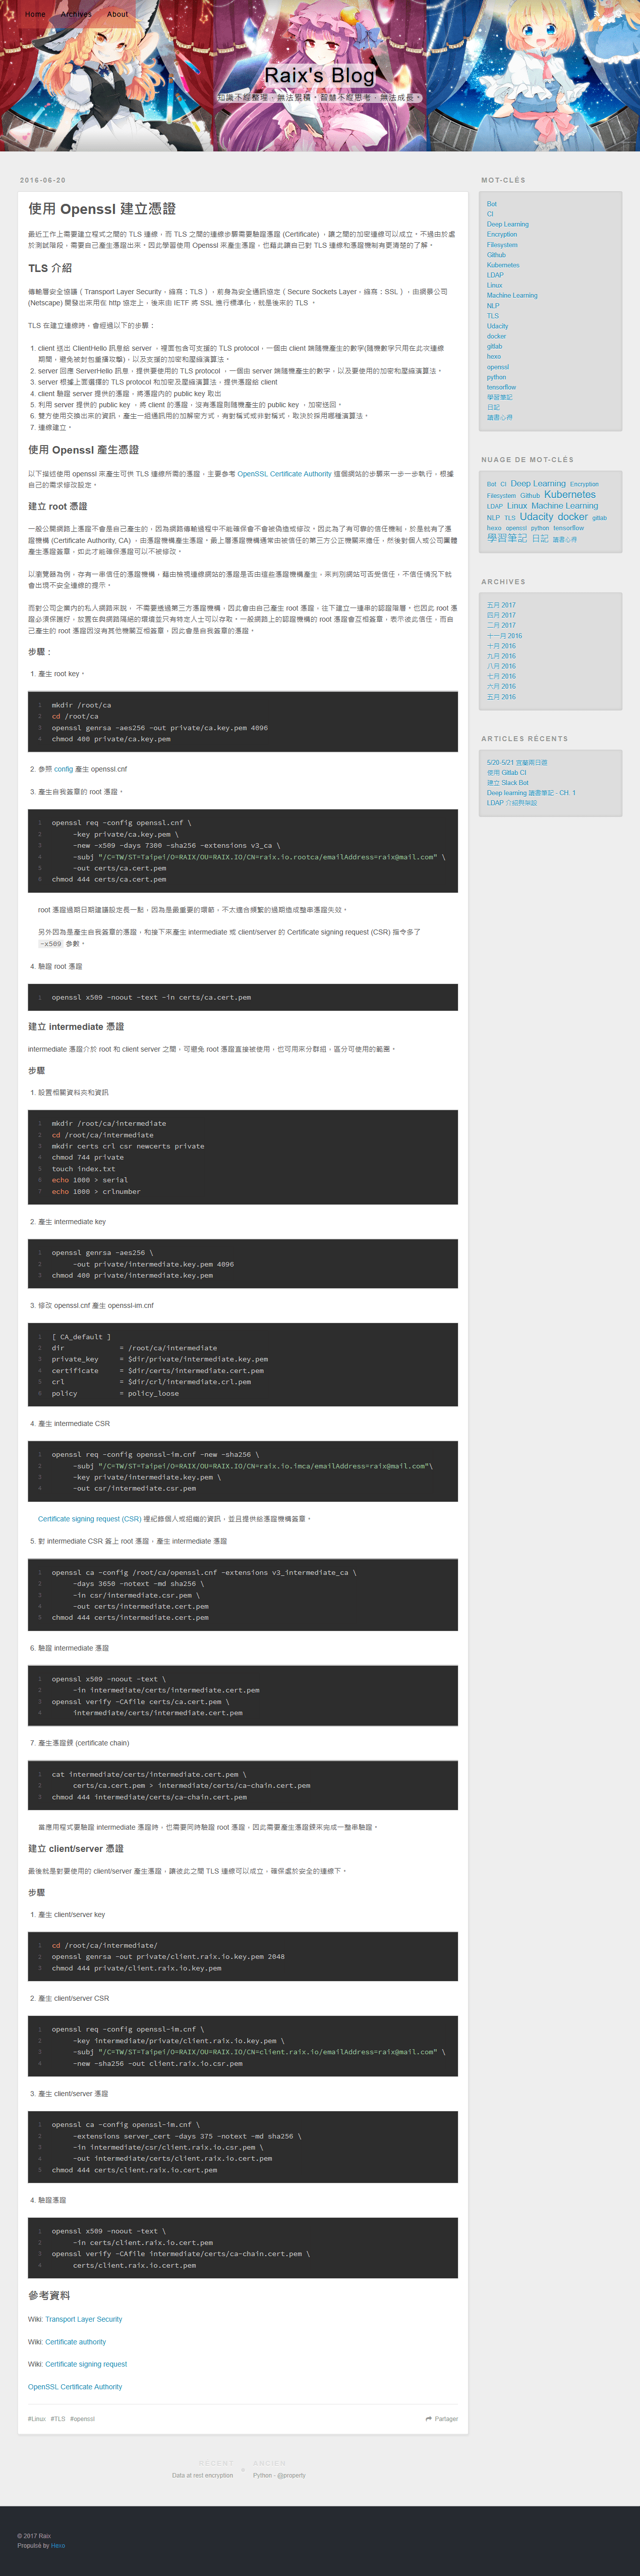 Home Archives About
Raix's Blog
知識不經整理，無法累積。智慧不經思考，無法成長。
2016-06-20
使用 Openssl 建立憑證
最近工作上需要建立程式之間的 TLS 連線，而 TLS 之間的連線步驟需要驗證憑證 (Certificate) ，讓之間的加密連線可以成立。不過由於處
於測試階段，需要自己產生憑證出來。因此學習使用 Openssl 來產生憑證，也藉此讓自己對 TLS 連線和憑證機制有更清楚的了解。
TLS 介紹
傳輸層安全協議（Transport Layer Security，縮寫：TLS），前身為安全通訊協定（Secure Sockets Layer，縮寫：SSL），由網景公司
(Netscape) 開發出來用在 http 協定上，後來由 IETF 將 SSL 進行標準化，就是後來的 TLS 。
TLS 在建立連線時，會經過以下的步驟：
1. client 送出 ClientHello 訊息給 server ，裡面包含可支援的 TLS protocol，一個由 client 端隨機產生的數字(隨機數字只用在此次連線
期間，避免被封包重播攻擊)，以及支援的加密和壓縮演算法。
2. server 回應 ServerHello 訊息，提供要使用的 TLS protocol ，一個由 server 端隨機產生的數字，以及要使用的加密和壓縮演算法。
3. server 根據上面選擇的 TLS protocol 和加密及壓縮演算法，提供憑證給 client
4. client 驗證 server 提供的憑證，將憑證內的 public key 取出
5. 利用 server 提供的 public key ，將 client 的憑證，沒有憑證則隨機產生的 public key ，加密送回。
6. 雙方使用交換出來的資訊，產生一組通訊用的加解密方式，有對稱式或非對稱式，取決於採用哪種演算法。
7. 連線建立。
使用 Openssl 產生憑證
以下描述使用 openssl 來產生可供 TLS 連線所需的憑證，主要參考 OpenSSL Certificate Authority 這個網站的步驟來一步一步執行，根據
自己的需求修改設定。
建立 root 憑證
一般公開網路上憑證不會是自己產生的，因為網路傳輸過程中不能確保會不會被偽造或修改。因此為了有可靠的信任機制，於是就有了憑
證機構 (Certificate Authority, CA) ，由憑證機構產生憑證。最上層憑證機構通常由被信任的第三方公正機關來擔任，然後對個人或公司團體
產生憑證簽章，如此才能確保憑證可以不被修改。
以瀏覽器為例，存有一串信任的憑證機構，藉由檢視連線網站的憑證是否由這些憑證機構產生，來判別網站可否受信任，不信任情況下就
會出現不安全連線的提示。
而對公司企業內的私人網路來說， 不需要透過第三方憑證機構，因此會由自己產生 root 憑證，往下建立一連串的認證階層。也因此 root 憑
證必須保護好，放置在與網路隔絕的環境並只有特定人士可以存取。一般網路上的認證機構的 root 憑證會互相簽章，表示彼此信任，而自
己產生的 root 憑證因沒有其他機關互相簽章，因此會是自我簽章的憑證。
步驟：
1. 產生 root key。
1 mkdir /root/ca
2 cd /root/ca
3 openssl genrsa -aes256 -out private/ca.key.pem 4096
4 chmod 400 private/ca.key.pem
2. 參照 config 產生 openssl.cnf
3. 產生自我簽章的 root 憑證。
1 openssl req -config openssl.cnf \
2 -key private/ca.key.pem \
3 -new -x509 -days 7300 -sha256 -extensions v3_ca \
4 -subj "/C=TW/ST=Taipei/O=RAIX/OU=RAIX.IO/CN=raix.io.rootca/emailAddress=raix@mail.com" \
5 -out certs/ca.cert.pem
6 chmod 444 certs/ca.cert.pem
root 憑證過期日期建議設定長一點，因為是最重要的環節，不太適合頻繁的過期造成整串憑證失效。
另外因為是產生自我簽章的憑證，和接下來產生 intermediate 或 client/server 的 Certificate signing request (CSR) 指令多了
-x509 參數。
4. 驗證 root 憑證
1 openssl x509 -noout -text -in certs/ca.cert.pem
建立 intermediate 憑證
intermediate 憑證介於 root 和 client server 之間，可避免 root 憑證直接被使用，也可用來分群組，區分可使用的範圍。
步驟
1. 設置相關資料夾和資訊
1 mkdir /root/ca/intermediate
2 cd /root/ca/intermediate
3 mkdir certs crl csr newcerts private
4 chmod 744 private
5 touch index.txt
6 echo 1000 > serial
7 echo 1000 > crlnumber
2. 產生 intermediate key
1 openssl genrsa -aes256 \
2 -out private/intermediate.key.pem 4096
3 chmod 400 private/intermediate.key.pem
3. 修改 openssl.cnf 產生 openssl-im.cnf
1 [ CA_default ]
2 dir = /root/ca/intermediate
3 private_key = $dir/private/intermediate.key.pem
4 certificate = $dir/certs/intermediate.cert.pem
5 crl = $dir/crl/intermediate.crl.pem
6 policy = policy_loose
4. 產生 intermediate CSR
1 openssl req -config openssl-im.cnf -new -sha256 \
2 -subj "/C=TW/ST=Taipei/O=RAIX/OU=RAIX.IO/CN=raix.io.imca/emailAddress=raix@mail.com"\
3 -key private/intermediate.key.pem \
4 -out csr/intermediate.csr.pem
Certificate signing request (CSR) 裡紀錄個人或組織的資訊，並且提供給憑證機構簽章。
5. 對 intermediate CSR 簽上 root 憑證，產生 intermediate 憑證
1 openssl ca -config /root/ca/openssl.cnf -extensions v3_intermediate_ca \
2 -days 3650 -notext -md sha256 \
3 -in csr/intermediate.csr.pem \
4 -out certs/intermediate.cert.pem
5 chmod 444 certs/intermediate.cert.pem
6. 驗證 intermediate 憑證
1 openssl x509 -noout -text \
2 -in intermediate/certs/intermediate.cert.pem
3 openssl verify -CAfile certs/ca.cert.pem \
4 intermediate/certs/intermediate.cert.pem
7. 產生憑證鏈 (certificate chain)
1 cat intermediate/certs/intermediate.cert.pem \
2 certs/ca.cert.pem > intermediate/certs/ca-chain.cert.pem
3 chmod 444 intermediate/certs/ca-chain.cert.pem
當應用程式要驗證 intermediate 憑證時，也需要同時驗證 root 憑證，因此需要產生憑證鏈來完成一整串驗證。
建立 client/server 憑證
最後就是對要使用的 client/server 產生憑證，讓彼此之間 TLS 連線可以成立，確保處於安全的連線下。
步驟
1. 產生 client/server key
1 cd /root/ca/intermediate/
2 openssl genrsa -out private/client.raix.io.key.pem 2048
3 chmod 444 private/client.raix.io.key.pem
2. 產生 client/server CSR
1 openssl req -config openssl-im.cnf \
2 -key intermediate/private/client.raix.io.key.pem \
3 -subj "/C=TW/ST=Taipei/O=RAIX/OU=RAIX.IO/CN=client.raix.io/emailAddress=raix@mail.com" \
4 -new -sha256 -out client.raix.io.csr.pem
3. 產生 client/server 憑證
1 openssl ca -config openssl-im.cnf \
2 -extensions server_cert -days 375 -notext -md sha256 \
3 -in intermediate/csr/client.raix.io.csr.pem \
4 -out intermediate/certs/client.raix.io.cert.pem
5 chmod 444 certs/client.raix.io.cert.pem
4. 驗證憑證
1 openssl x509 -noout -text \
2 -in certs/client.raix.io.cert.pem
3 openssl verify -CAfile intermediate/certs/ca-chain.cert.pem \
4 certs/client.raix.io.cert.pem
參考資料
Wiki: Transport Layer Security
Wiki: Certificate authority
Wiki: Certificate signing request
OpenSSL Certificate Authority
#Linux #TLS #openssl
Partager
RÉCENT
Data at rest encryption
ANCIEN
Python - @property
MOT-CLÉS
Bot
CI
Deep Learning
Encryption
Filesystem
Github
Kubernetes
LDAP
Linux
Machine Learning
NLP
TLS
Udacity
docker
gitlab
hexo
openssl
python
tensorflow
學習筆記
日記
讀書心得
NUAGE DE MOT-CLÉS
Bot CI Deep Learning Encryption
Filesystem Github Kubernetes
LDAP Linux Machine Learning
NLP TLS Udacity docker gitlab
hexo openssl python tensorflow
學習筆記 日記 讀書心得
ARCHIVES
五月 2017
四月 2017
二月 2017
十一月 2016
十月 2016
九月 2016
八月 2016
七月 2016
六月 2016
三月 2016
ARTICLES RÉCENTS
5/20-5/21 宜蘭兩日遊
使用 Gitlab CI
建立 Slack Bot
Deep learning 讀書筆記 - CH. 1
LDAP 介紹與架設
© 2017 Raix
Propulsé by Hexo